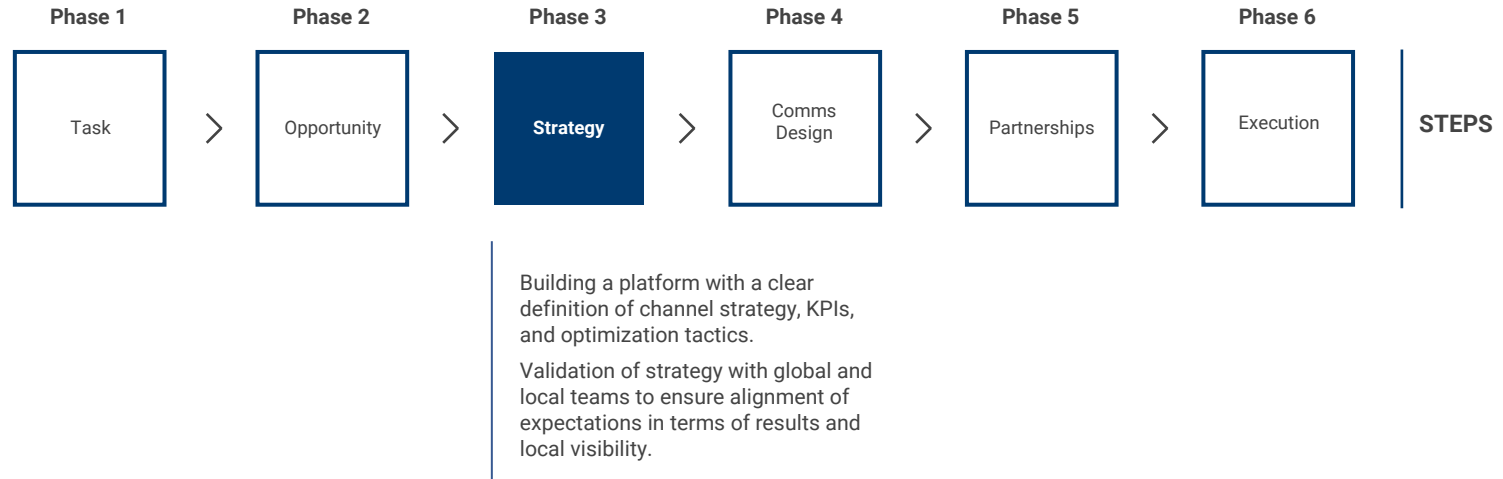 Phase 1
Phase 2
Phase 3
Phase 4
Phase 5
Phase 6
Task
Opportunity
Strategy
Comms
Design
Partnerships
Execution
STEPS
Building a platform with a clear
definition of channel strategy, KPIs,
and optimization tactics.
Validation of strategy with global and
local teams to ensure alignment of
expectations in terms of results and
local visibility.